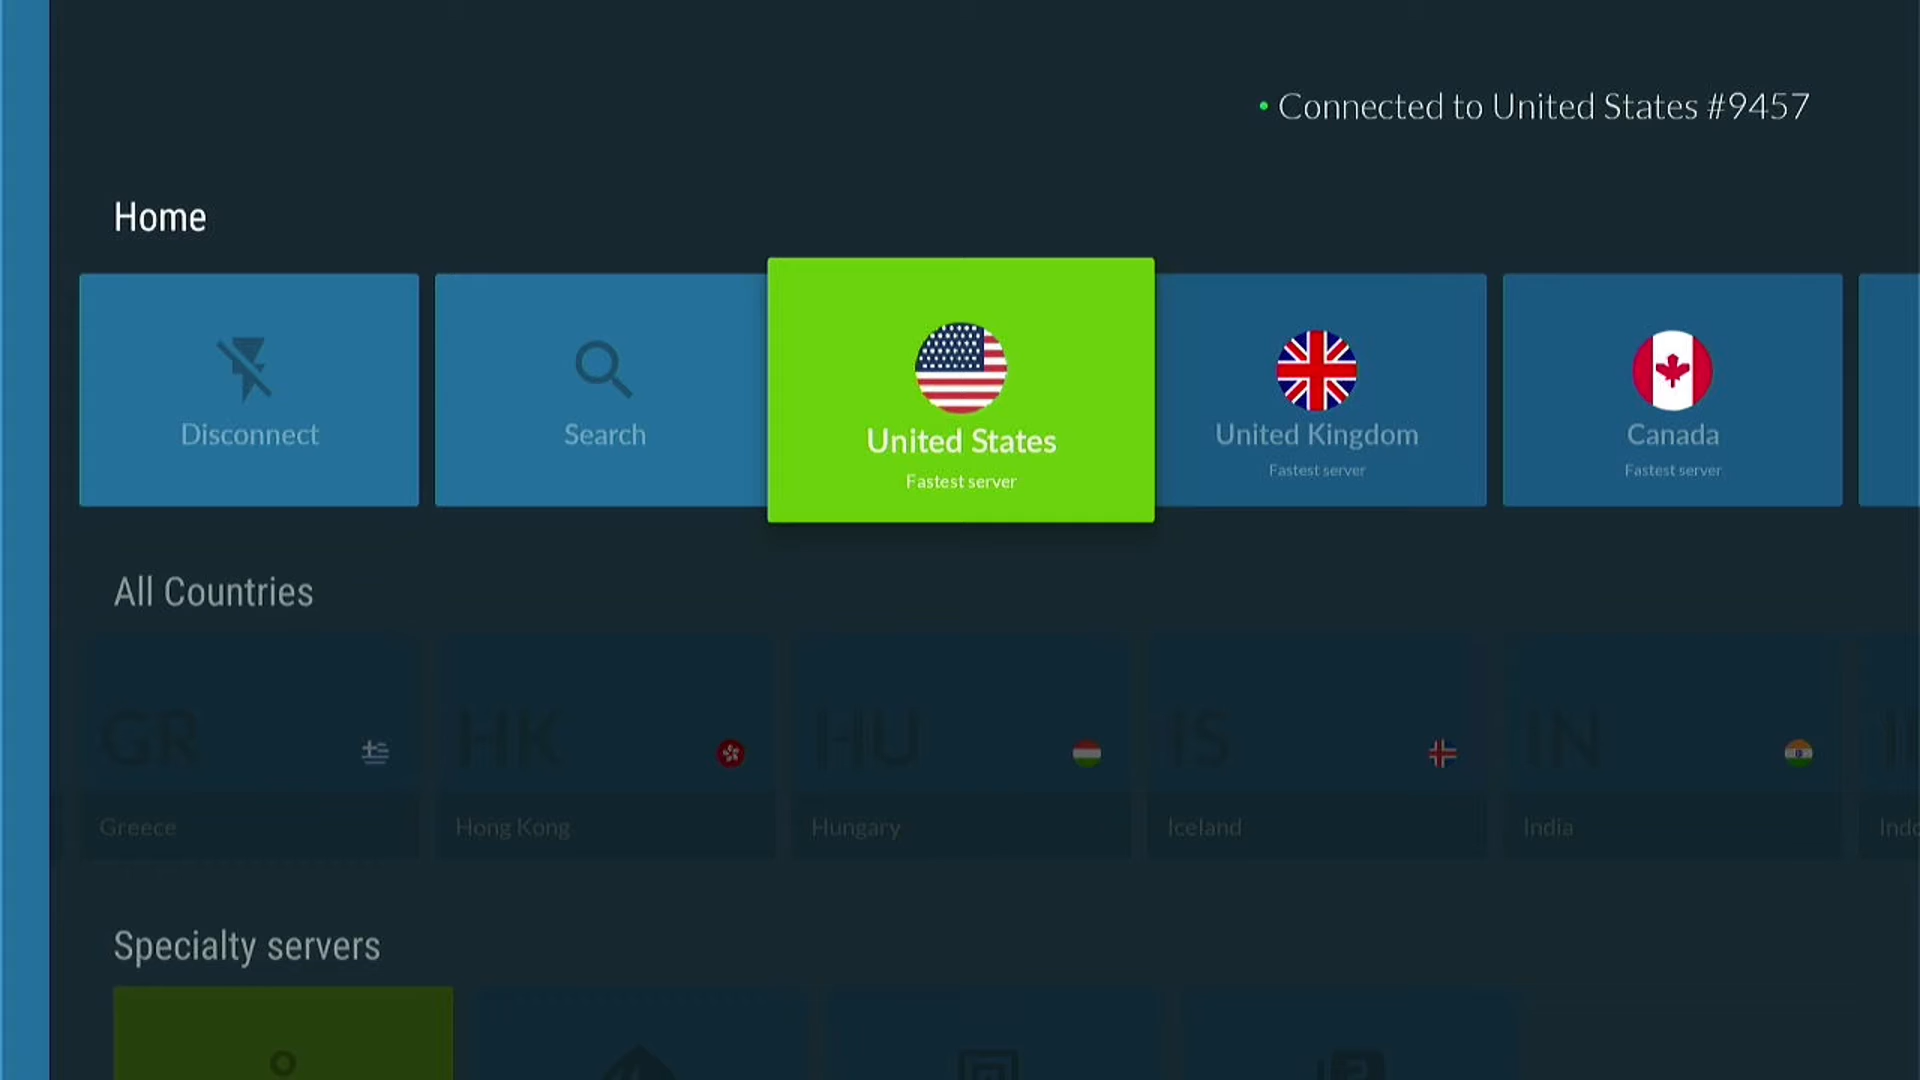 Connected to United States #9457
Home
Disconnect
Search
United States
Fastest server
United Kingdom
Fastest server
Canada
Fastest server
All Countries
GR
HK
HU
IS
IN
Greece
Hong Kong
Hungary
Iceland
India
Specialty servers